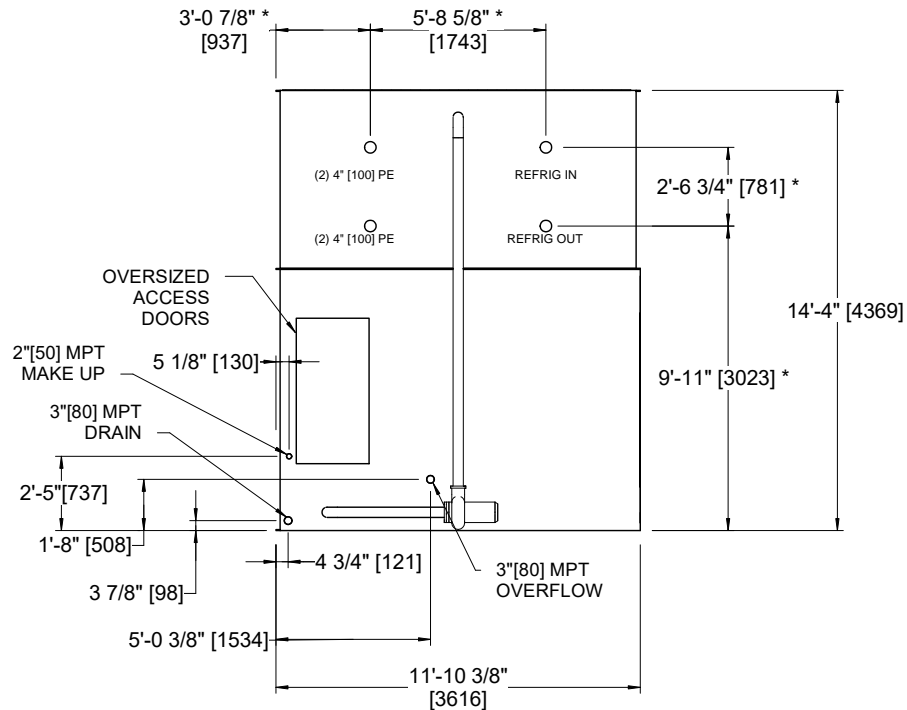 3'-0 7/8" *
[937]
5'-8 5/8" *
[1743]
(2) 4" [100] PE
REFRIG IN
2'-6 3/4" [781] *
(2) 4" [100] PE
REFRIG OUT
OVERSIZED
ACCESS
DOORS
14'-4" [4369]
2"[50] MPT
MAKE UP
5 1/8" [130]
9'-11" [3023] *
3"[80] MPT
DRAIN
2'-5"[737]
1'-8" [508]
4 3/4" [121]
3"[80] MPT
OVERFLOW
3 7/8" [98]
5'-0 3/8" [1534]
11'-10 3/8"
[3616]